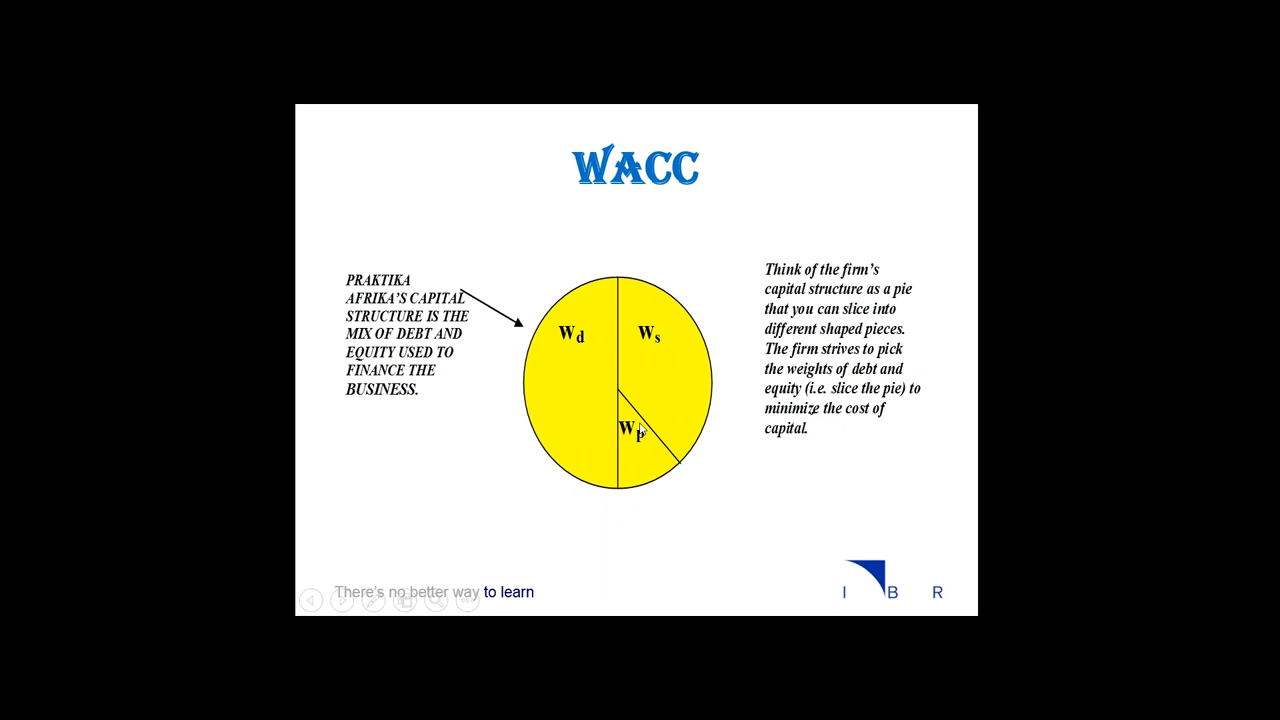 WACC
PRAKTIKA
AFRIKA'S CAPITAL
STRUCTURE IS THE
MIX OF DEBT AND
EQUITY USED TO
FINANCE THE
BUSINESS.
Wd
Ws
Wp
Think of the firm's
capital structure as a pie
that you can slice into
different shaped pieces.
The firm strives to pick
the weights of debt and
equity (i.e. slice the pie) to
minimize the cost of
capital.
There's no better way to learn
I B R